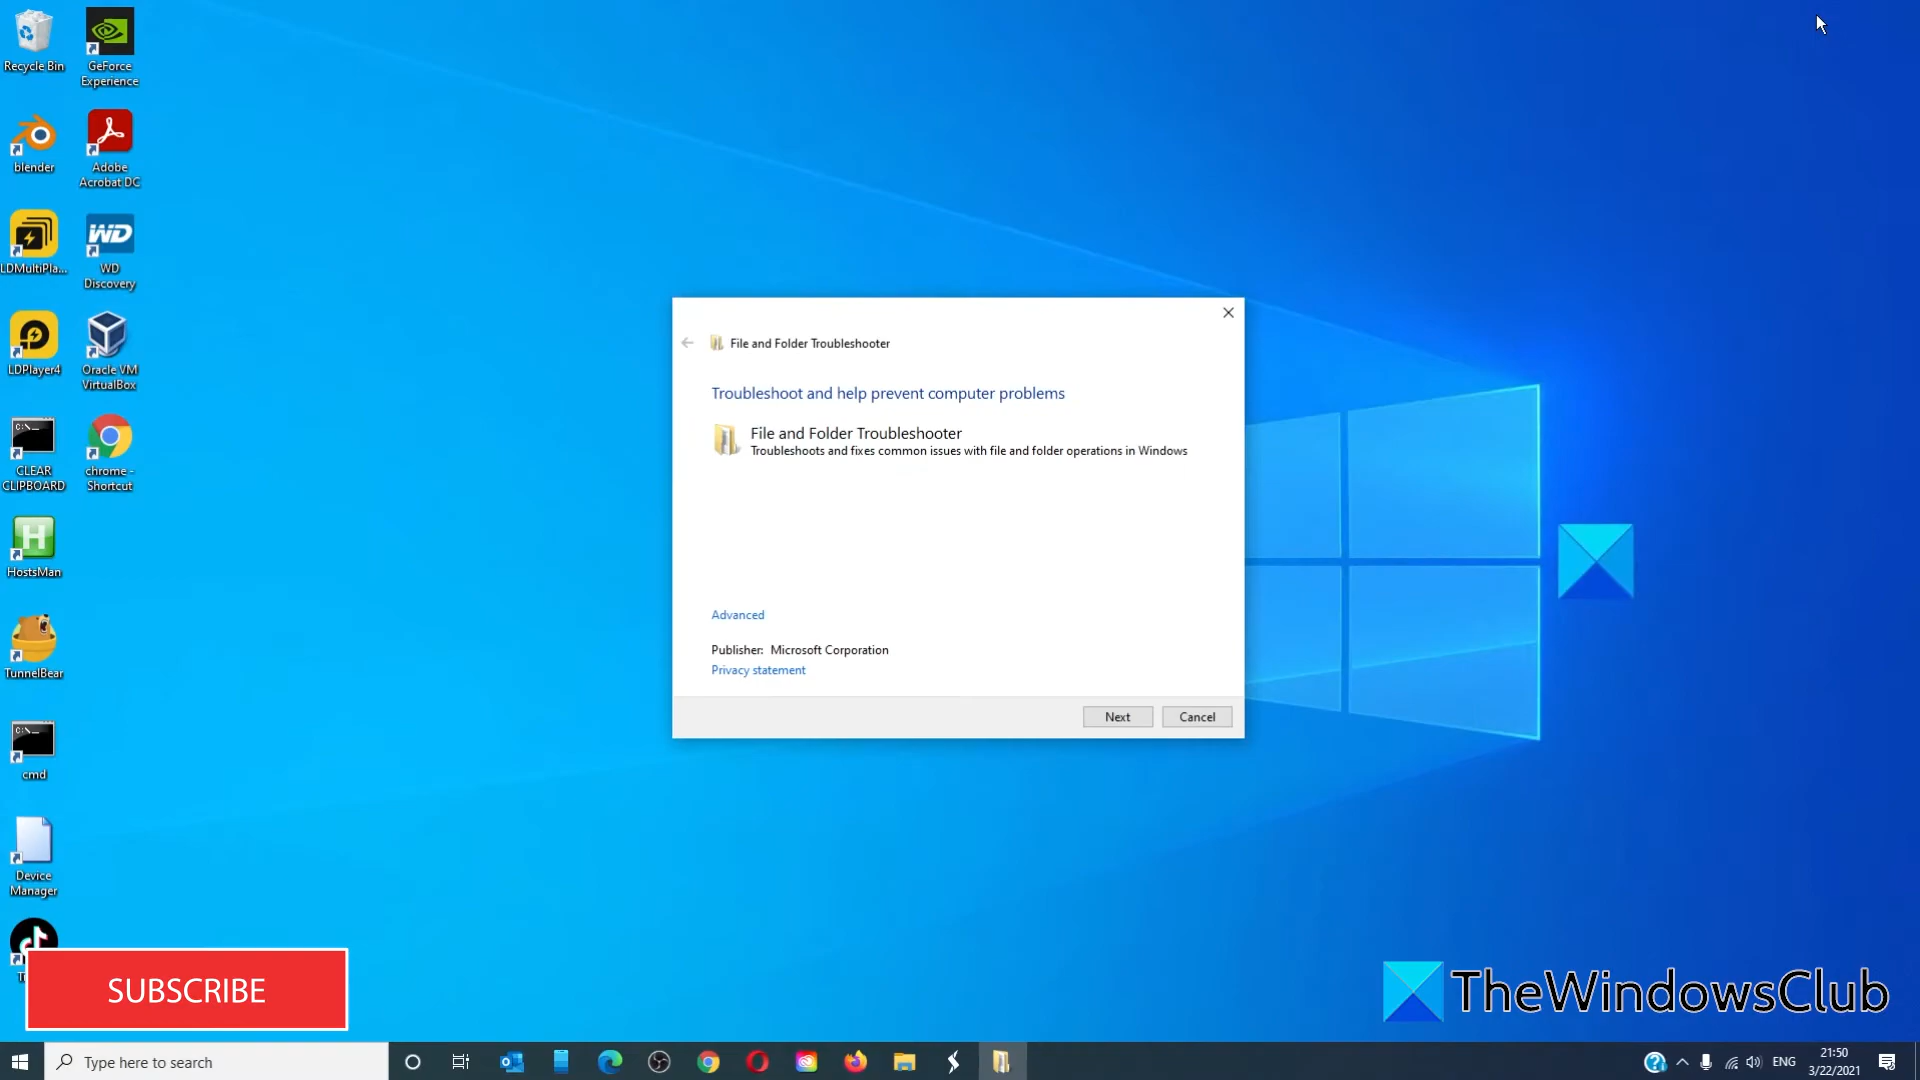 Recycle Bin
GeForce
Experience
blender
Adobe
Acrobat DC
LDMultiPla...
WD
WD
Discovery
LDPlayer4
Oracle VM
VirtualBox
CLEAR
CLIPBOARD
chrome -
Shortcut
H
HostsMan
TunnelBear
cmd
Device
Manager
File and Folder Troubleshooter
Troubleshoot and help prevent computer problems
File and Folder Troubleshooter
Troubleshoots and fixes common issues with file and folder operations in Windows
Advanced
Publisher: Microsoft Corporation
Privacy statement
Next
Cancel
SUBSCRIBE
TheWindowsClub
Type here to search
ENG
21:50
3/22/2021